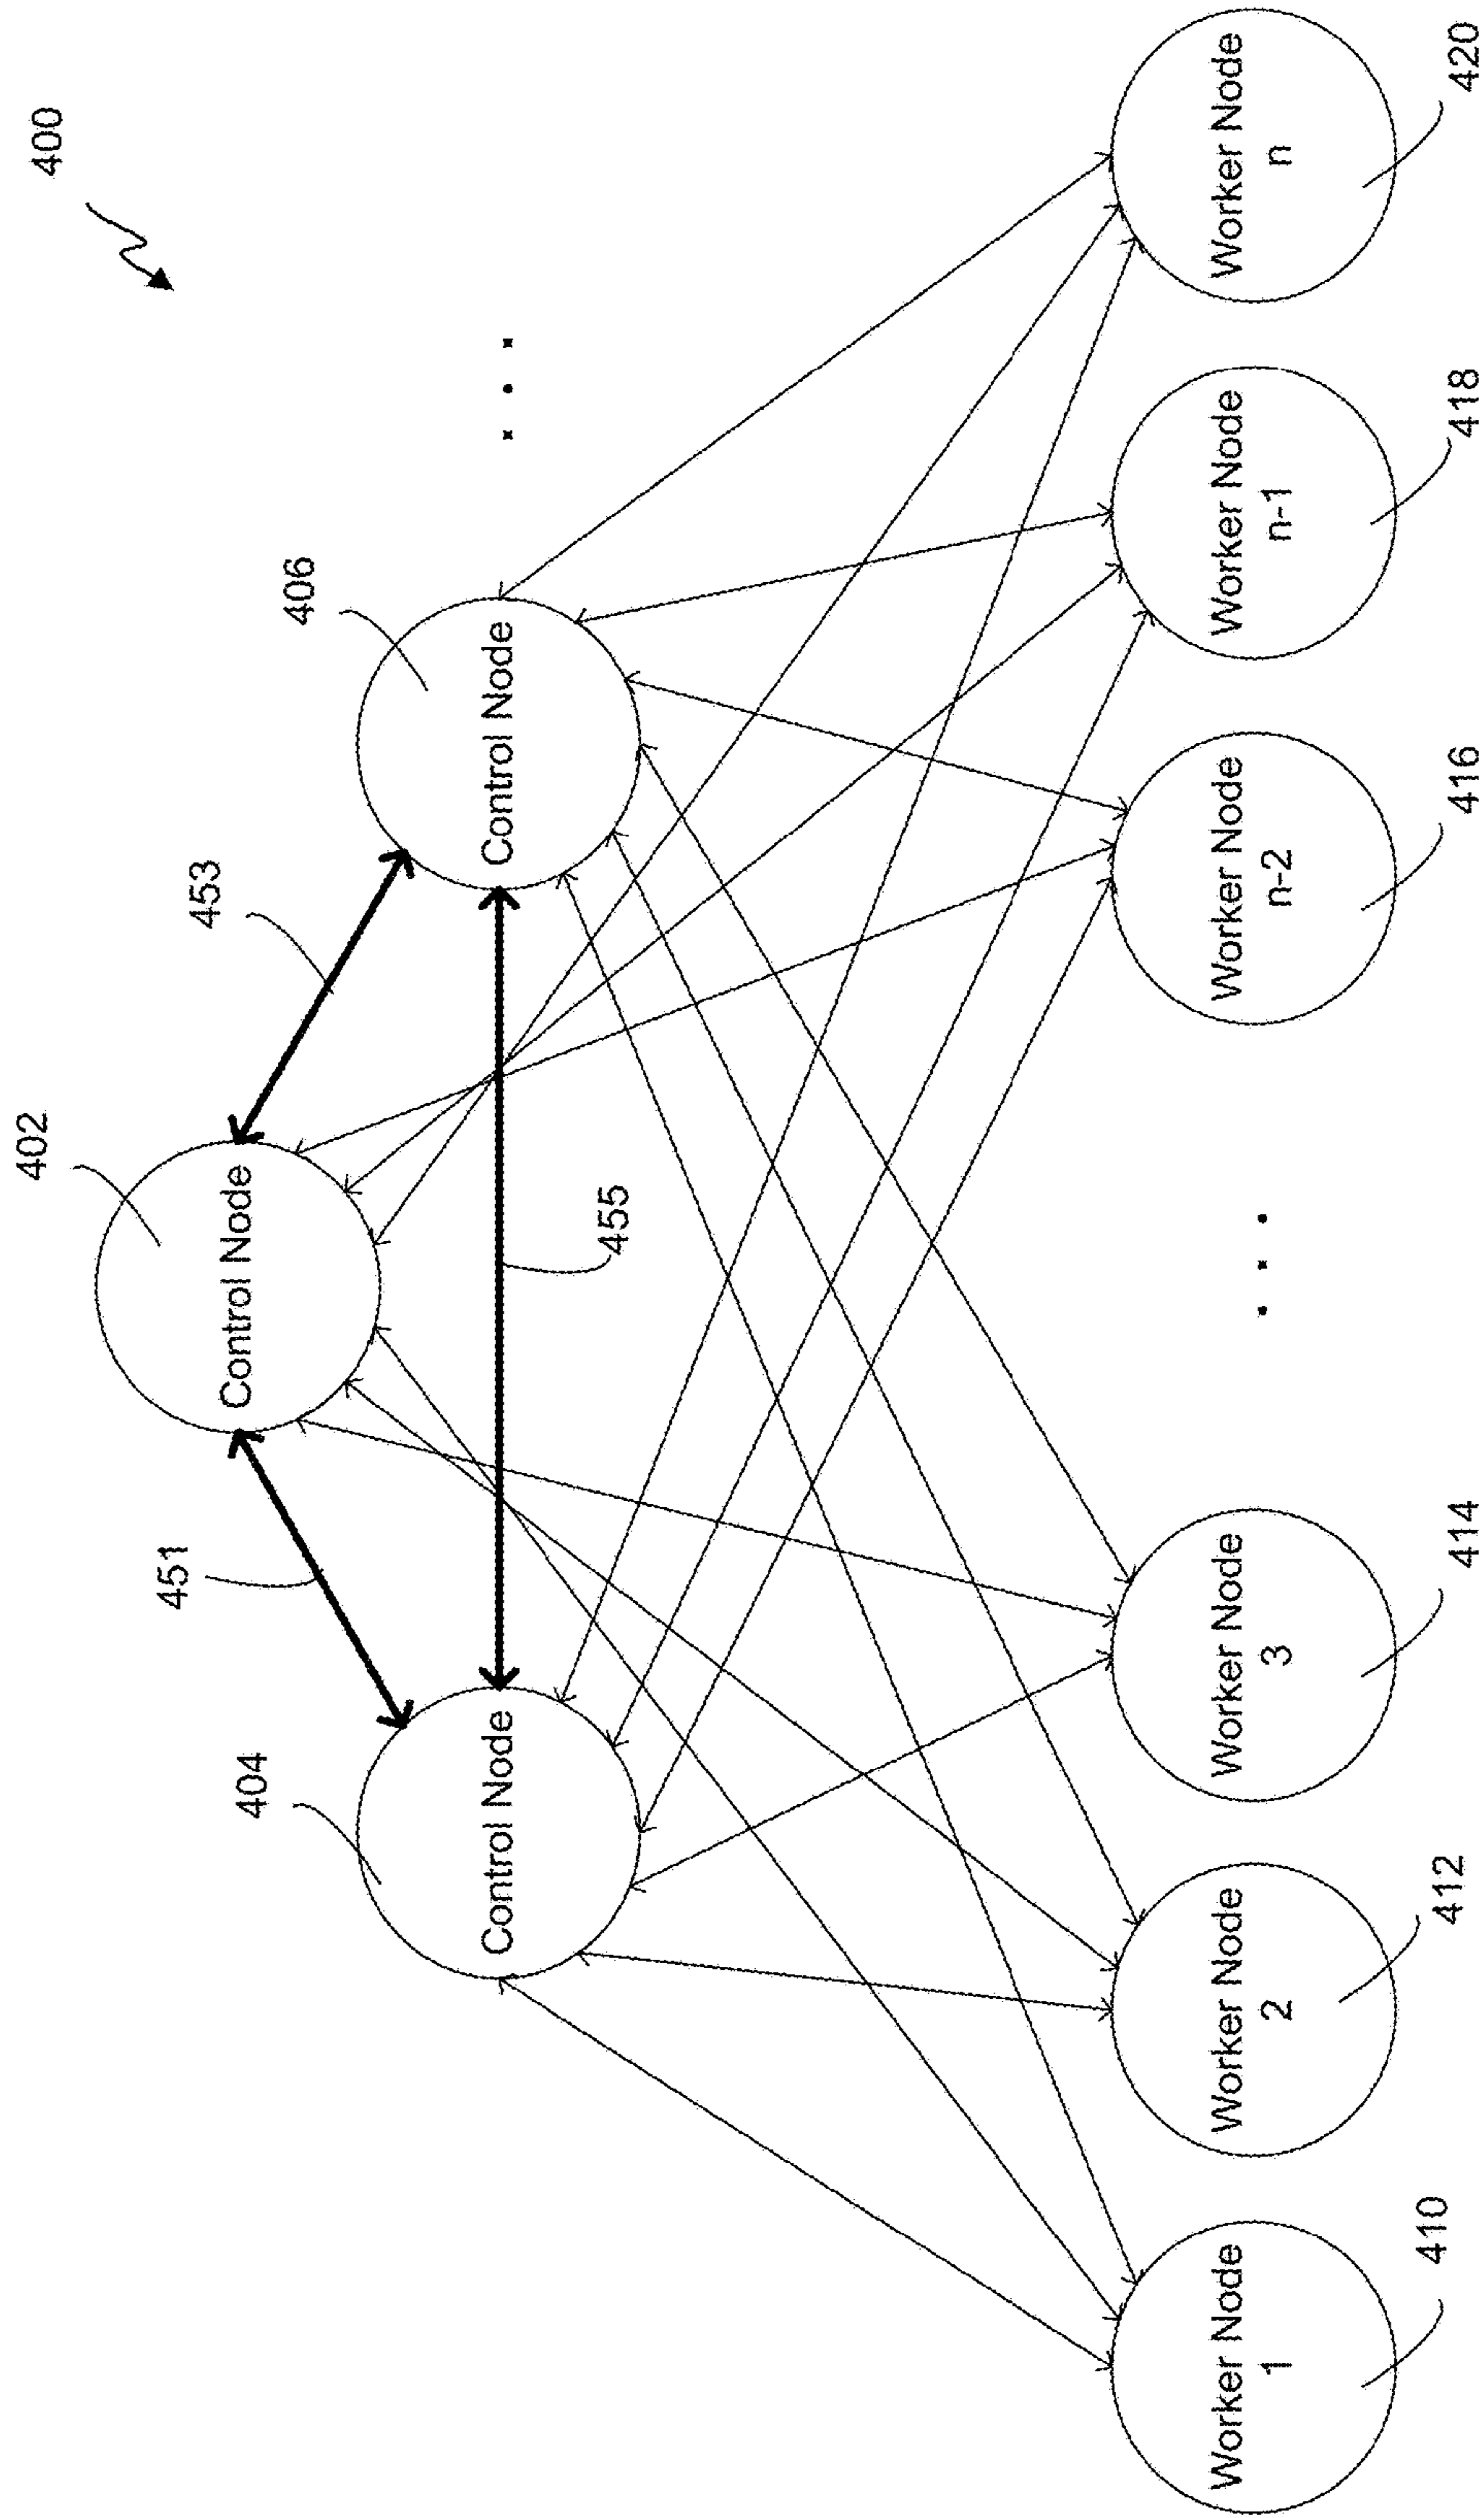 400
402
Control Node
451
453
404
Control Node
406
Control Node
455
. . .
Worker Node
1
Worker Node
2
Worker Node
3
. . .
Worker Node
n-2
Worker Node
n-1
Worker Node
n
410
412
414
416
418
420